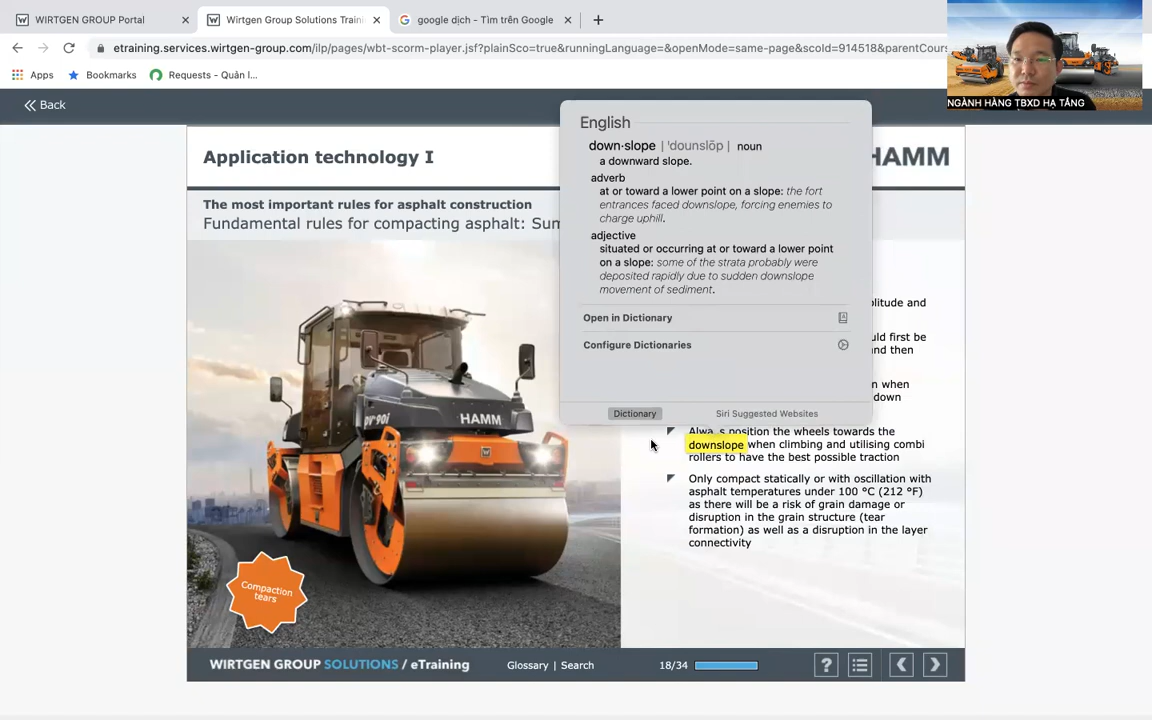 WIRTGEN GROUP Portal
Wirtgen Group Solutions Traini
google dịch - Tìm trên Google
etraining.services.wirtgen-group.com/ilp/pages/wbt-scorm-player.jsf?plainSco=true&runningLanguage=&openMode=same-page&scoId=914518&parentCours
Apps
Bookmarks
Requests - Quản l...
NGÀNH HÀNG TBXD HẠ TẦNG
Back
Application technology I
HAMM
The most important rules for asphalt construction
Fundamental rules for compacting asphalt: Sum
English
down·slope | ˈdounslōp | noun
a downward slope.
adverb
at or toward a lower point on a slope: the fort
entrances faced downslope, forcing enemies to
charge uphill.
adjective
situated or occurring at or toward a lower point
on a slope: some of the strata probably were
deposited rapidly due to sudden downslope
movement of sediment.
Open in Dictionary
Configure Dictionaries
Dictionary
Siri Suggested Websites
plitude and
uld first be
nd then
n when
down
position the wheels towards the
downslope when climbing and utilising combi
rollers to have the best possible traction
Only compact statically or with oscillation with
asphalt temperatures under 100 °C (212 °F)
as there will be a risk of grain damage or
disruption in the grain structure (tear
formation) as well as a disruption in the layer
connectivity
DV+90i
HAMM
Compaction
tears
WIRTGEN GROUP SOLUTIONS / eTraining
Glossary | Search
18/34
?